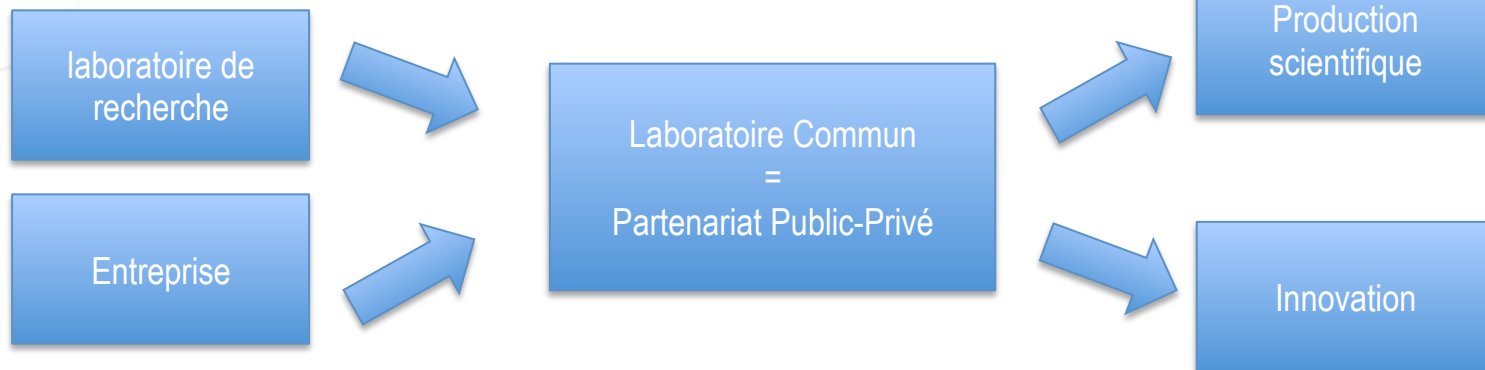 laboratoire de
recherche
Entreprise
Laboratoire Commun
=
Partenariat Public-Privé
Production
scientifique
Innovation